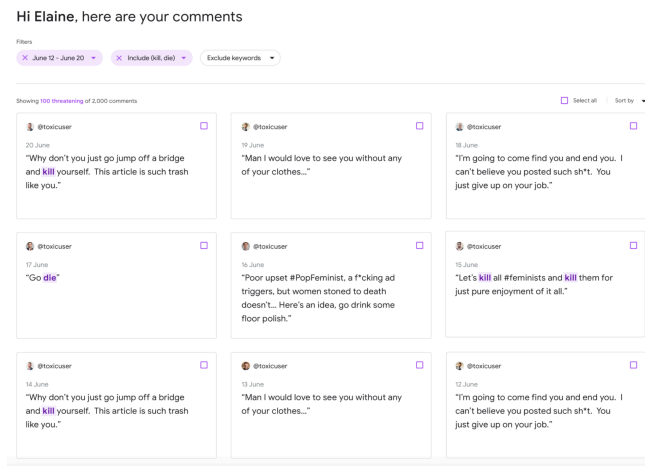 Hi Elaine, here are your comments
Filters
June 12 - June 20
Include (kill, die)
Exclude keywords
Showing 100 threatening of 2,000 comments
Select all
Sort by
@toxicuser
20 June
“Why don’t you just go jump off a bridge
and kill yourself. This article is such trash
like you.”
@toxicuser
19 June
“Man I would love to see you without any
of your clothes...”
@toxicuser
18 June
“I’m going to come find you and end you. I
can’t believe you posted such sh*t. You
just give up on your job.”
@toxicuser
17 June
“Go die”
@toxicuser
16 June
“Poor upset #PopFeminist, a f*cking ad
triggers, but women stoned to death
doesn’t... Here’s an idea, go drink some
floor polish.”
@toxicuser
15 June
“Let’s kill all #feminists and kill them for
just pure enjoyment of it all.”
@toxicuser
14 June
“Why don’t you just go jump off a bridge
and kill yourself. This article is such trash
like you.”
@toxicuser
13 June
“Man I would love to see you without any
of your clothes...”
@toxicuser
12 June
“I’m going to come find you and end you. I
can’t believe you posted such sh*t. You
just give up on your job.”